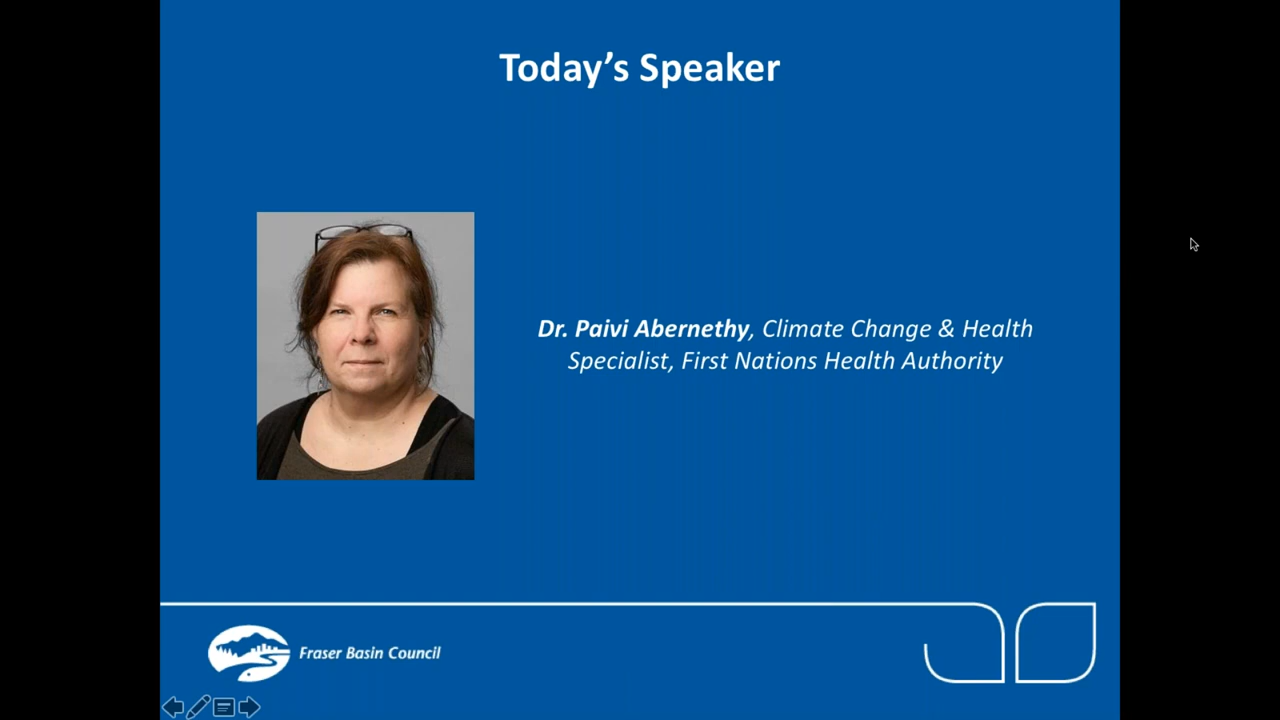 Today’s Speaker
Dr. Paivi Abernethy, Climate Change & Health
Specialist, First Nations Health Authority
Fraser Basin Council